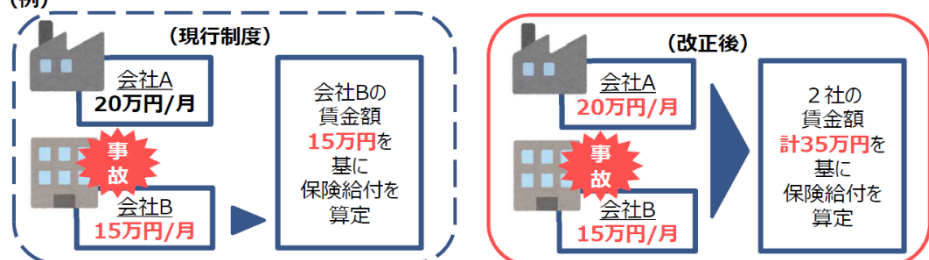 (例)
（現行制度）
会社A
20万円/月
事
故
会社B
15万円/月
会社Bの
賃金額
15万円を
基に
保険給付を
算定
（改正後）
会社A
20万円/月
事
故
会社B
15万円/月
２社の
賃金額
計35万円を
基に
保険給付を
算定